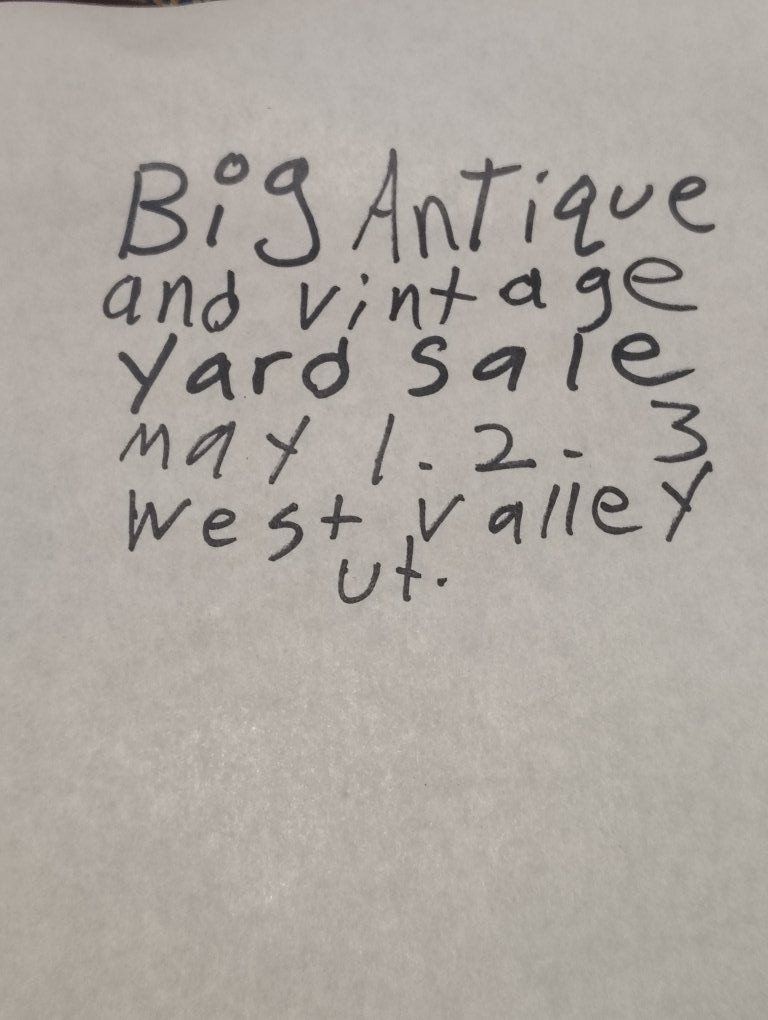 Big Antique
and vintage
yard sale
may 1. 2 - 3
West Valley
Ut.